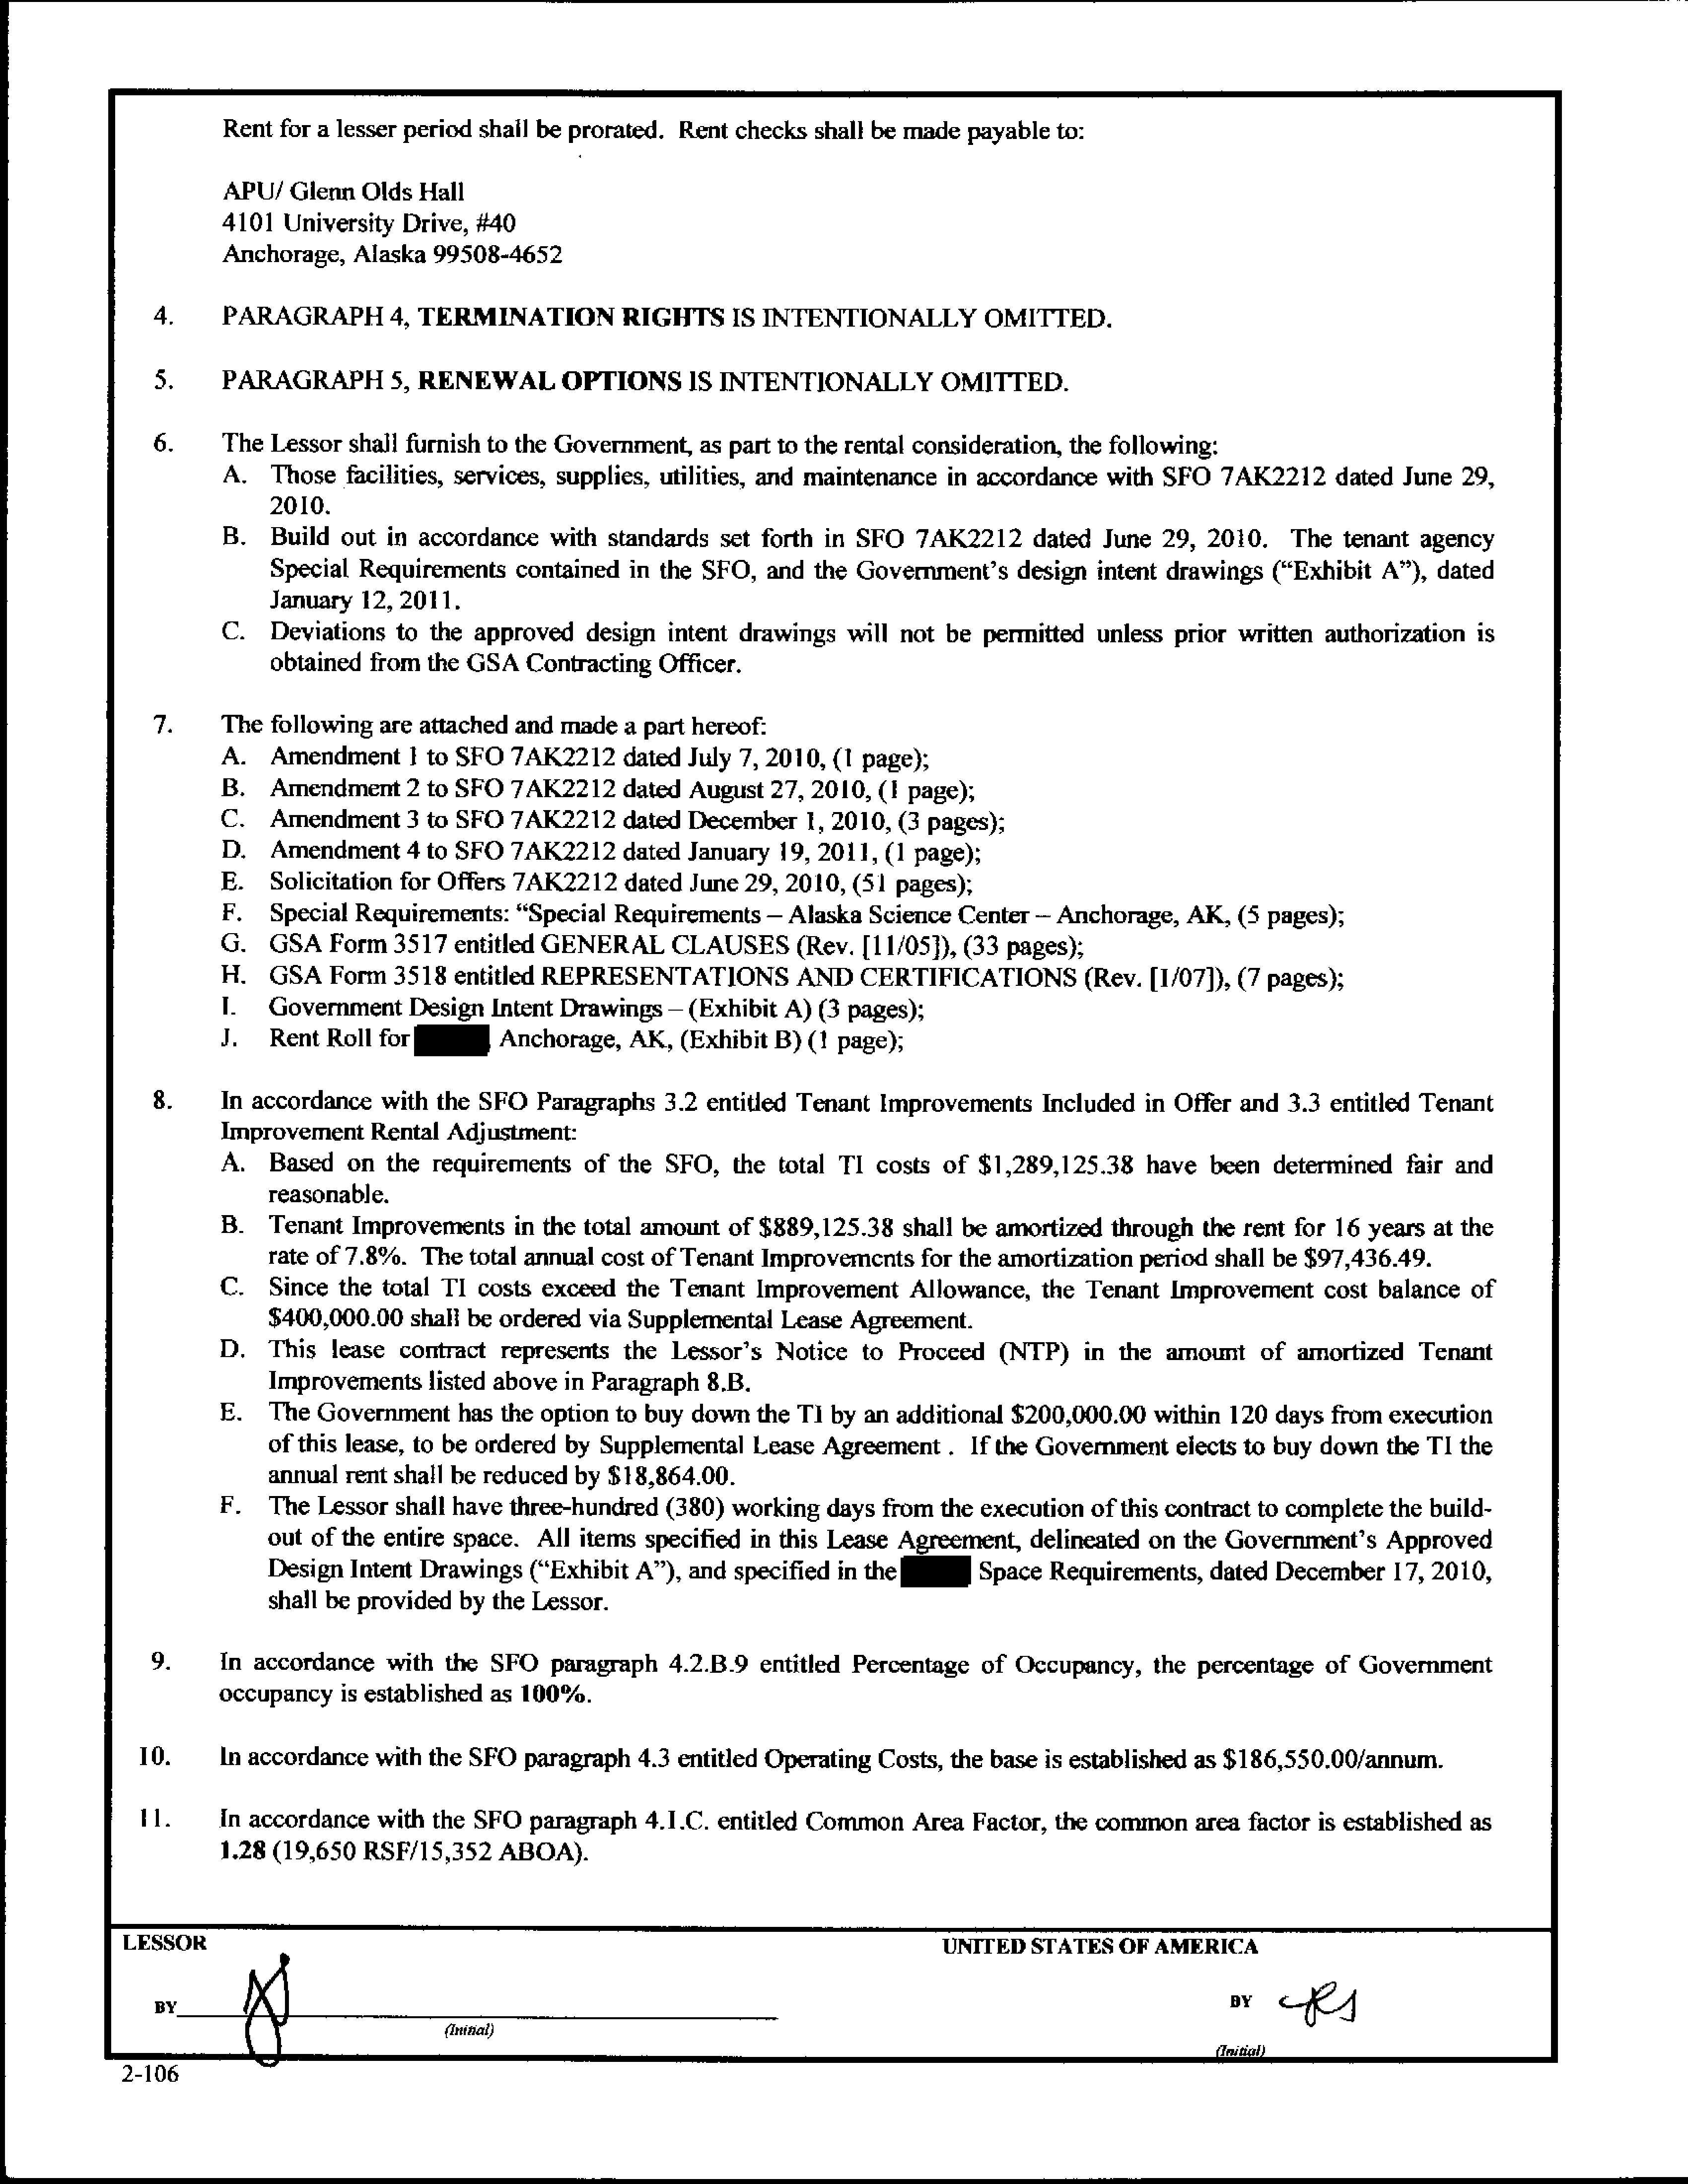 Rent for a lesser period shall be prorated. Rent checks shall be made payable to:
APU/ Glenn Olds Hall
4101 University Drive, #40
Anchorage, Alaska 99508-4652
4. PARAGRAPH 4, TERMINATION RIGHTS IS INTENTIONALLY OMITTED.
5. PARAGRAPH 5, RENEWAL OPTIONS IS INTENTIONALLY OMITTED.
6. The Lessor shall furnish to the Government, as part to the rental consideration, the following:
A. Those facilities, services, supplies, utilities, and maintenance in accordance with SFO 7AK2212 dated June 29,
2010.
B. Build out in accordance with standards set forth in SFO 7AK2212 dated June 29, 2010. The tenant agency
Special Requirements contained in the SFO, and the Government's design intent drawings ("Exhibit A"), dated
January 12, 2011.
C. Deviations to the approved design intent drawings will not be permitted unless prior written authorization is
obtained from the GSA Contracting Officer.
7. The following are attached and made a part hereof:
A. Amendment 1 to SFO 7AK2212 dated July 7, 2010, (1 page);
B. Amendment 2 to SFO 7AK2212 dated August 27, 2010, (1 page);
C. Amendment 3 to SFO 7AK2212 dated December 1, 2010, (3 pages);
D. Amendment 4 to SFO 7AK2212 dated January 19, 2011, (1 page);
E. Solicitation for Offers 7AK2212 dated June 29, 2010, (51 pages);
F. Special Requirements: "Special Requirements – Alaska Science Center – Anchorage, AK, (5 pages);
G. GSA Form 3517 entitled GENERAL CLAUSES (Rev. [11/05]), (33 pages);
H. GSA Form 3518 entitled REPRESENTATIONS AND CERTIFICATIONS (Rev. [1/07]), (7 pages);
I. Government Design Intent Drawings – (Exhibit A) (3 pages);
J. Rent Roll for Anchorage, AK, (Exhibit B) (1 page);
8. In accordance with the SFO Paragraphs 3.2 entitled Tenant Improvements Included in Offer and 3.3 entitled Tenant
Improvement Rental Adjustment:
A. Based on the requirements of the SFO, the total TI costs of $1,289,125.38 have been determined fair and
reasonable.
B. Tenant Improvements in the total amount of $889,125.38 shall be amortized through the rent for 16 years at the
rate of 7.8%. The total annual cost of Tenant Improvements for the amortization period shall be $97,436.49.
C. Since the total TI costs exceed the Tenant Improvement Allowance, the Tenant Improvement cost balance of
$400,000.00 shall be ordered via Supplemental Lease Agreement.
D. This lease contract represents the Lessor's Notice to Proceed (NTP) in the amount of amortized Tenant
Improvements listed above in Paragraph 8.B.
E. The Government has the option to buy down the TI by an additional $200,000.00 within 120 days from execution
of this lease, to be ordered by Supplemental Lease Agreement . If the Government elects to buy down the TI the
annual rent shall be reduced by $18,864.00.
F. The Lessor shall have three-hundred (380) working days from the execution of this contract to complete the build-
out of the entire space. All items specified in this Lease Agreement, delineated on the Government's Approved
Design Intent Drawings ("Exhibit A"), and specified in the Space Requirements, dated December 17, 2010,
shall be provided by the Lessor.
9. In accordance with the SFO paragraph 4.2.B.9 entitled Percentage of Occupancy, the percentage of Government
occupancy is established as 100%.
10. In accordance with the SFO paragraph 4.3 entitled Operating Costs, the base is established as $186,550.00/annum.
11. In accordance with the SFO paragraph 4.1.C. entitled Common Area Factor, the common area factor is established as
1.28 (19,650 RSF/15,352 ABOA).
LESSOR UNITED STATES OF AMERICA
BY BY RS
(Initial) (Initial)
2-106